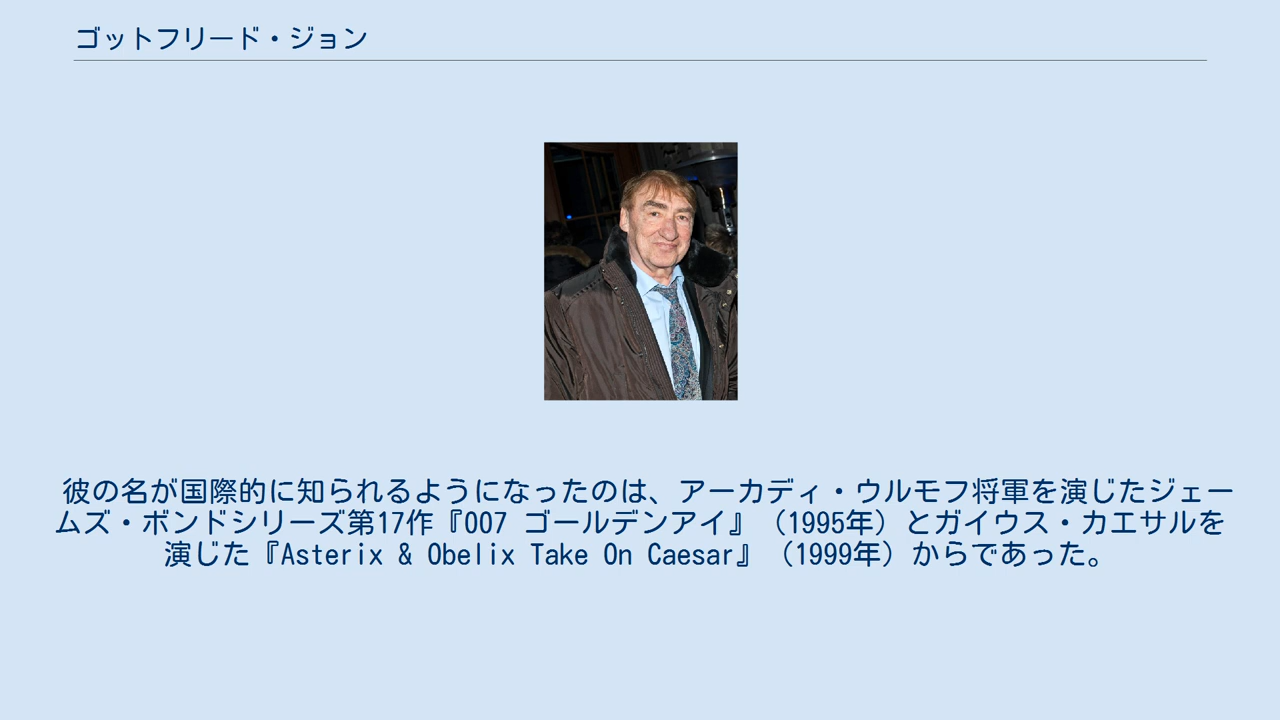 ゴットフリード・ジョン
彼の名が国際的に知られるようになったのは、アーカディ・ウルモフ将軍を演じたジェー
ムズ・ボンドシリーズ第17作『007 ゴールデンアイ』（1995年）とガイウス・カエサルを
演じた『Asterix & Obelix Take On Caesar』（1999年）からであった。